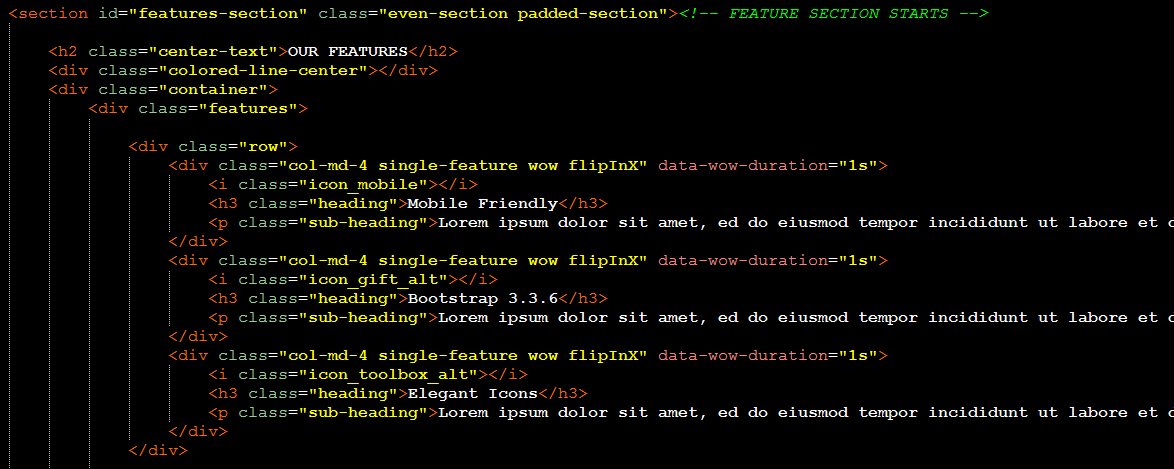 <section id="features-section" class="even-section padded-section"><!-- FEATURE SECTION STARTS -->
<h2 class="center-text">OUR FEATURES</h2>
<div class="colored-line-center"></div>
<div class="container">
<div class="features">
<div class="row">
<div class="col-md-4 single-feature wow flipInX" data-wow-duration="1s">
<i class="icon_mobile"></i>
<h3 class="heading">Mobile Friendly</h3>
<p class="sub-heading">Lorem ipsum dolor sit amet, ed do eiusmod tempor incididunt ut labore et
</div>
<div class="col-md-4 single-feature wow flipInX" data-wow-duration="1s">
<i class="icon_gift_alt"></i>
<h3 class="heading">Bootstrap 3.3.6</h3>
<p class="sub-heading">Lorem ipsum dolor sit amet, ed do eiusmod tempor incididunt ut labore et
</div>
<div class="col-md-4 single-feature wow flipInX" data-wow-duration="1s">
<i class="icon_toolbox_alt"></i>
<h3 class="heading">Elegant Icons</h3>
<p class="sub-heading">Lorem ipsum dolor sit amet, ed do eiusmod tempor incididunt ut labore et
</div>
</div>